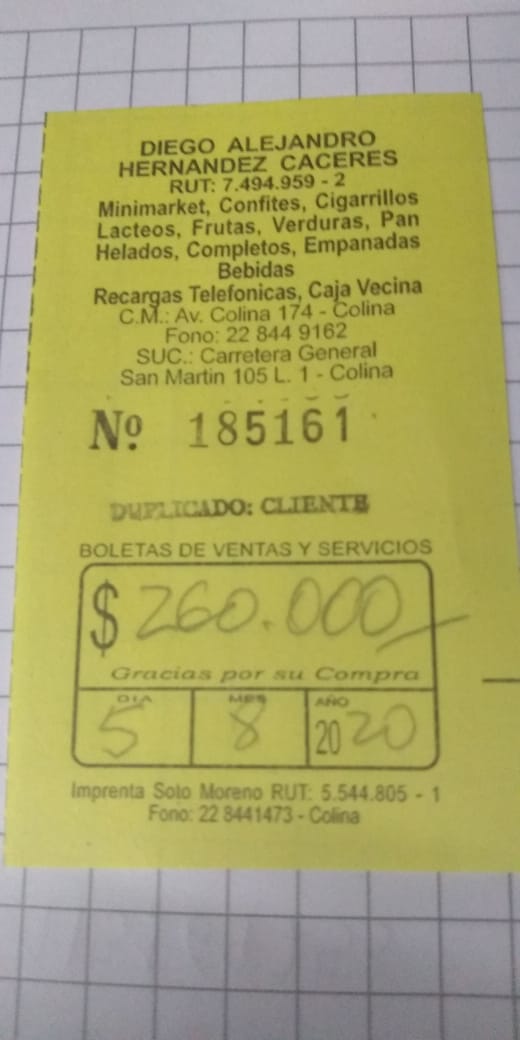 DIEGO ALEJANDRO
HERNANDEZ CACERES
RUT: 7.494.959 - 2
Minimarket, Confites, Cigarrillos
Lacteos, Frutas, Verduras, Pan
Helados, Completos, Empanadas
Bebidas
Recargas Telefonicas, Caja Vecina
C.M.: Av. Colina 174 - Colina
Fono: 22 844 9162
SUC.: Carretera General
San Martin 105 L. 1 - Colina
Nº 185161
DUPLICADO: CLIENTE
BOLETAS DE VENTAS Y SERVICIOS
$ 260.000
Gracias por su Compra
DIA MES AÑO
5 8 2020
Imprenta Soto Moreno RUT: 5.544.805 - 1
Fono: 22 8441473 - Colina